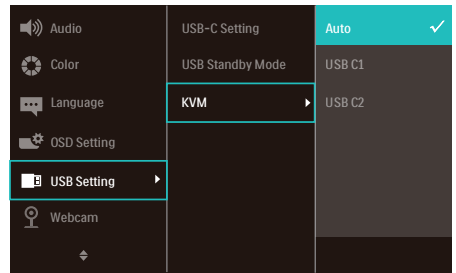 Audio
Color
Language
OSD Setting
USB Setting
Webcam
USB-C Setting
USB Standby Mode
KVM
Auto
USB C1
USB C2